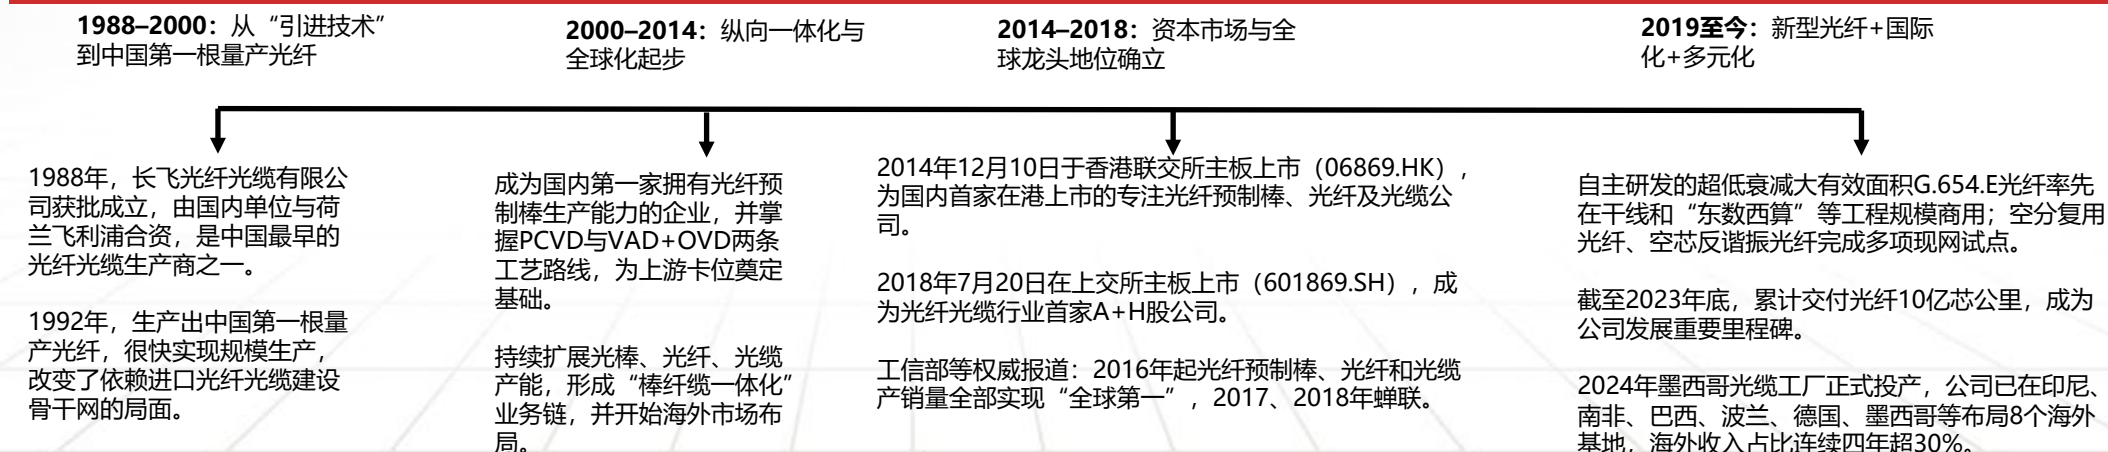 1988–2000：从“引进技术”
到中国第一根量产光纤
2000–2014：纵向一体化与
全球化起步
2014–2018：资本市场与全
球龙头地位确立
2019至今：新型光纤+国际
化+多元化
1988年，长飞光纤光缆有限公
司获批成立，由国内单位与荷
兰飞利浦合资，是中国最早的
光纤光缆生产商之一。
1992年，生产出中国第一根量
产光纤，很快实现规模生产，
改变了依赖进口光纤光缆建设
骨干网的局面。
成为国内第一家拥有光纤预
制棒生产能力的企业，并掌
握PCVD与VAD+OVD两条
工艺路线，为上游卡位奠定
基础。
持续扩展光棒、光纤、光缆
产能，形成“棒纤缆一体化”
业务链，并开始海外市场布
局。
2014年12月10日于香港联交所主板上市（06869.HK），
为国内首家在港上市的专注光纤预制棒、光纤及光缆公
司。
2018年7月20日在上交所主板上市（601869.SH），成
为光纤光缆行业首家A+H股公司。
工信部等权威报道：2016年起光纤预制棒、光纤和光缆
产销量全部实现“全球第一”，2017、2018年蝉联。
自主研发的超低衰减大有效面积G.654.E光纤率先
在干线和“东数西算”等工程规模商用；空分复用
光纤、空芯反谐振光纤完成多项现网试点。
截至2023年底，累计交付光纤10亿芯公里，成为
公司发展重要里程碑。
2024年墨西哥光缆工厂正式投产，公司已在印尼、
南非、巴西、波兰、德国、墨西哥等布局8个海外
基地，海外收入占比连续四年超30%。